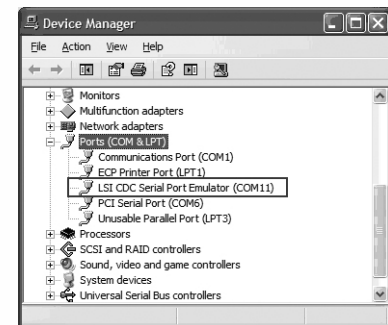 Device Manager
File Action View Help
Monitors
Multifunction adapters
Network adapters
Ports (COM & LPT)
Communications Port (COM1)
ECP Printer Port (LPT1)
LSI CDC Serial Port Emulator (COM11)
PCI Serial Port (COM6)
Unusable Parallel Port (LPT3)
Processors
SCSI and RAID controllers
Sound, video and game controllers
System devices
Universal Serial Bus controllers